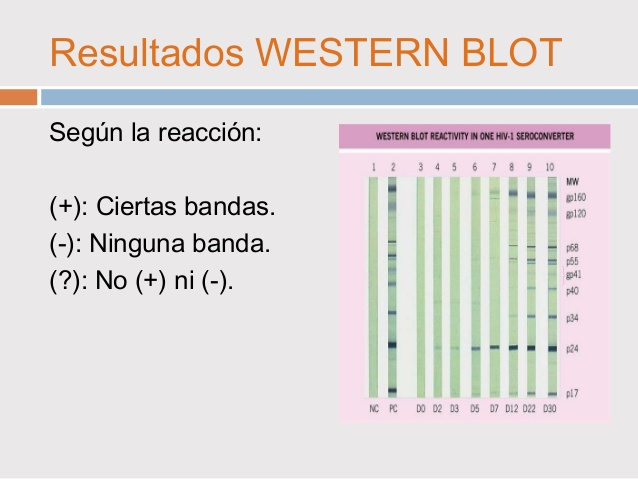 Resultados WESTERN BLOT
Según la reacción:
(+): Ciertas bandas.
(-): Ninguna banda.
(?): No (+) ni (-).
WESTERN BLOT REACTIVITY IN ONE HIV-1 SEROCONVERTER
1 2 3 4 5 6 7 8 9 10
MW
gp160
gp120
p68
p55
gp41
p40
p34
p24
p17
NC PC D0 D2 D3 D5 D7 D12 D22 D30